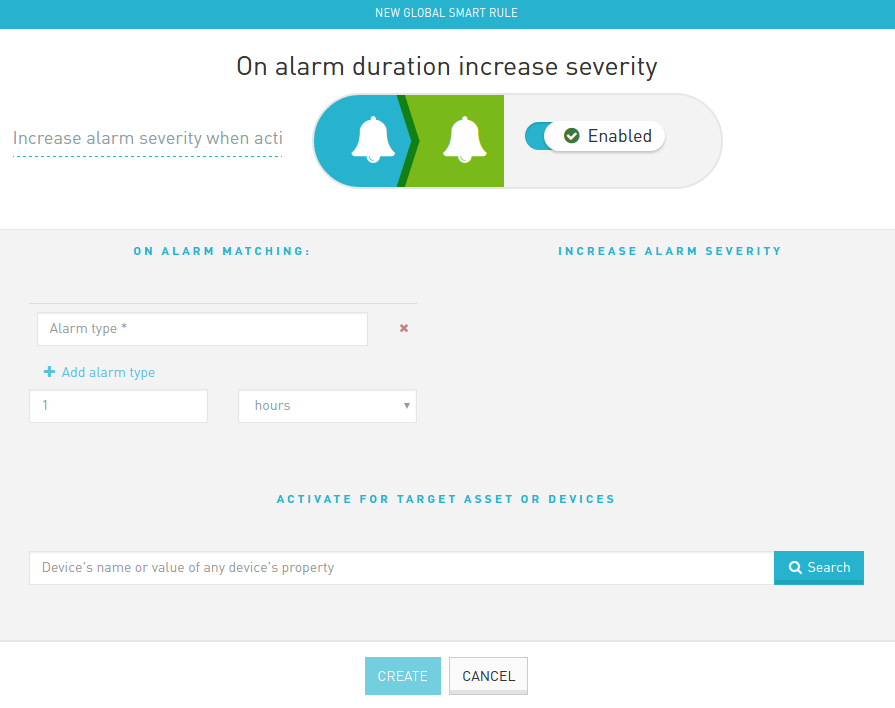 NEW GLOBAL SMART RULE
On alarm duration increase severity
Increase alarm severity when acti
Enabled
ON ALARM MATCHING:
INCREASE ALARM SEVERITY
Alarm type *
Add alarm type
1
hours
ACTIVATE FOR TARGET ASSET OR DEVICES
Device's name or value of any device's property
Search
CREATE
CANCEL